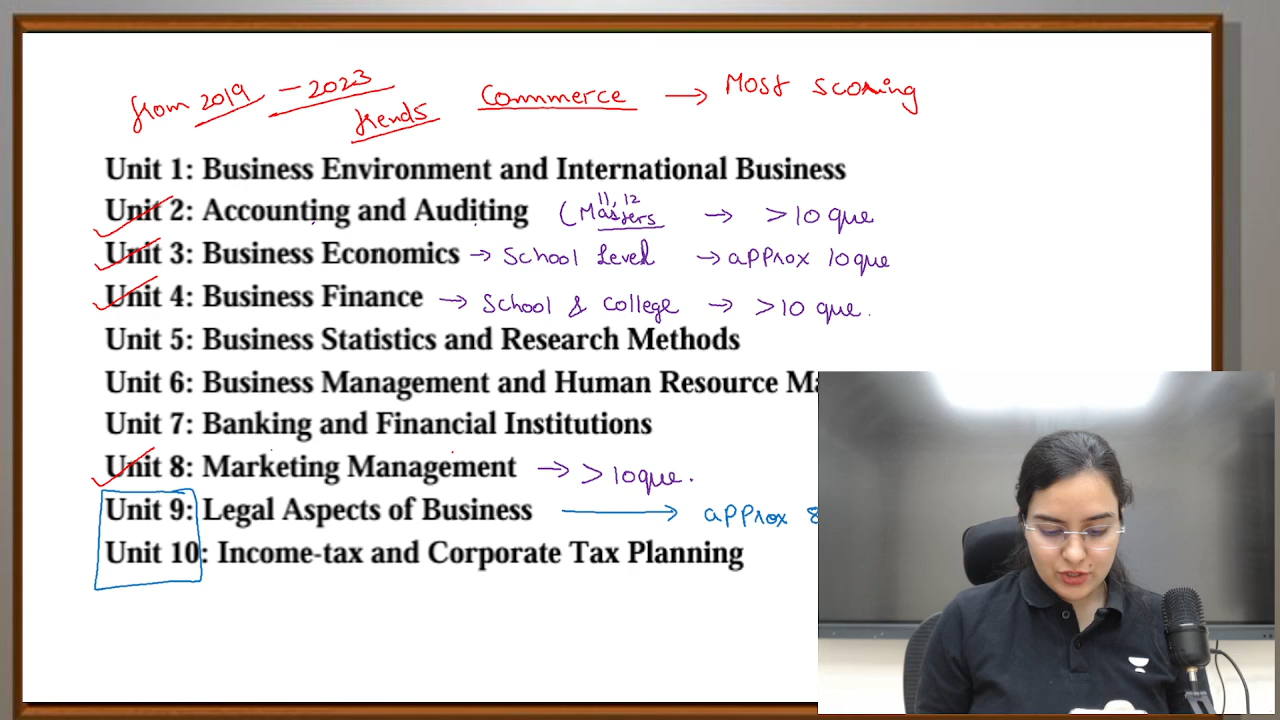 from 2019 - 2023
trends
Commerce → Most scoring
Unit 1: Business Environment and International Business
Unit 2: Accounting and Auditing (Masters 11, 12 → >10 que
Unit 3: Business Economics → School Level → approx 10 que
Unit 4: Business Finance → School & College → >10 que.
Unit 5: Business Statistics and Research Methods
Unit 6: Business Management and Human Resource Ma
Unit 7: Banking and Financial Institutions
Unit 8: Marketing Management → >10 que.
Unit 9: Legal Aspects of Business → approx 8
Unit 10: Income-tax and Corporate Tax Planning